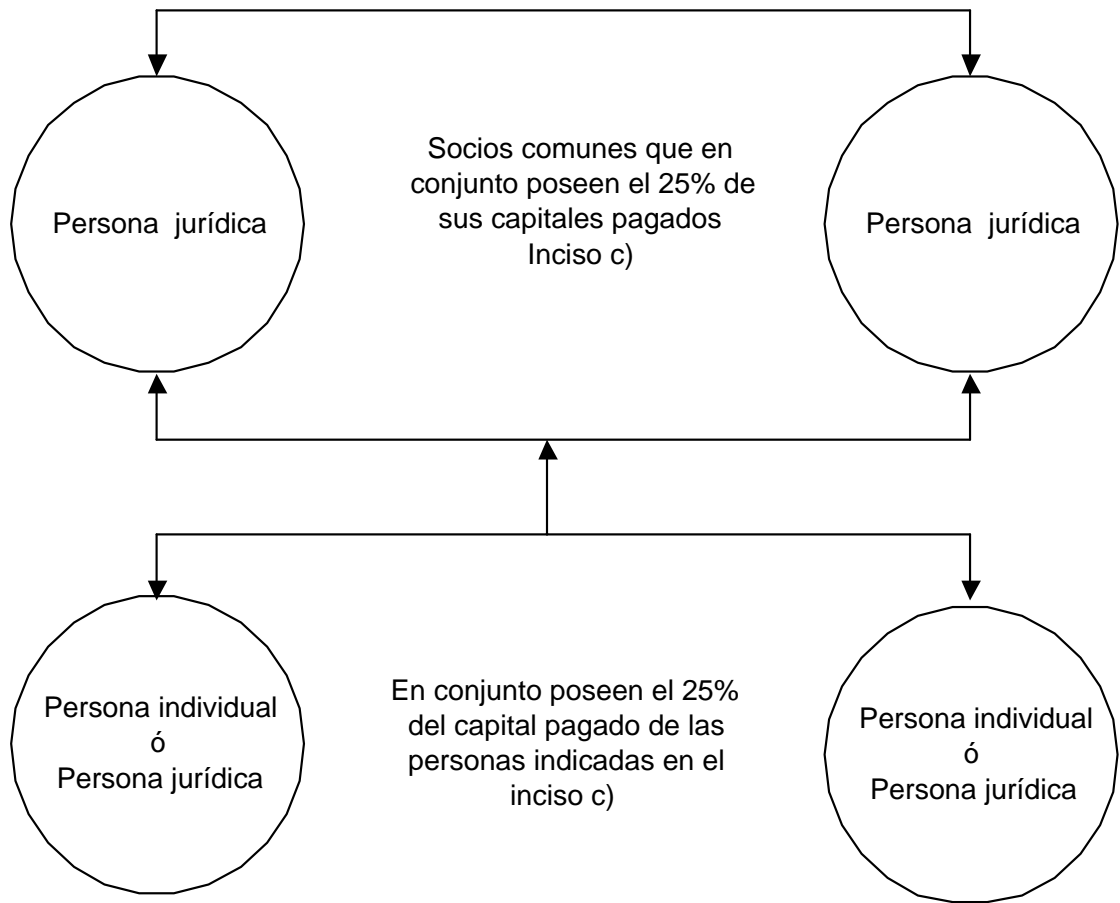 Persona jurídica
Socios comunes que en
conjunto poseen el 25% de
sus capitales pagados
Inciso c)
Persona jurídica
Persona individual
ó
Persona jurídica
En conjunto poseen el 25%
del capital pagado de las
personas indicadas en el
inciso c)
Persona individual
ó
Persona jurídica